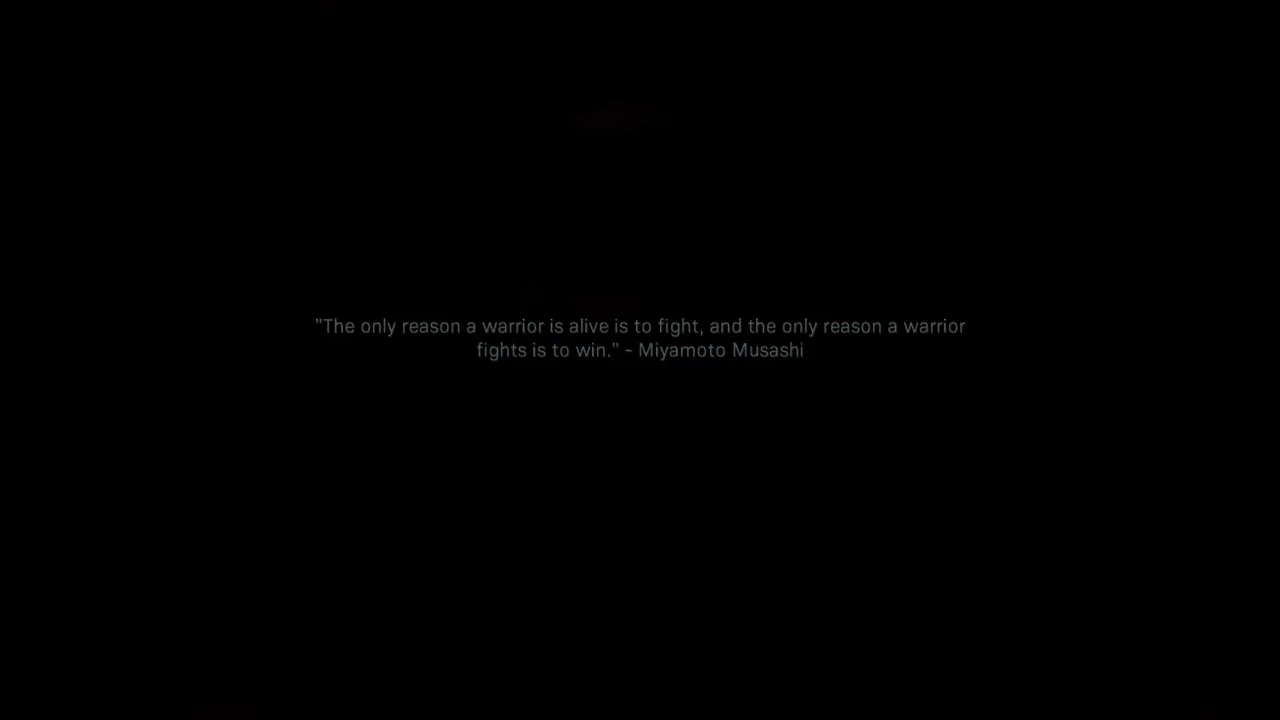 "The only reason a warrior is alive is to fight, and the only reason a warrior
fights is to win." - Miyamoto Musashi